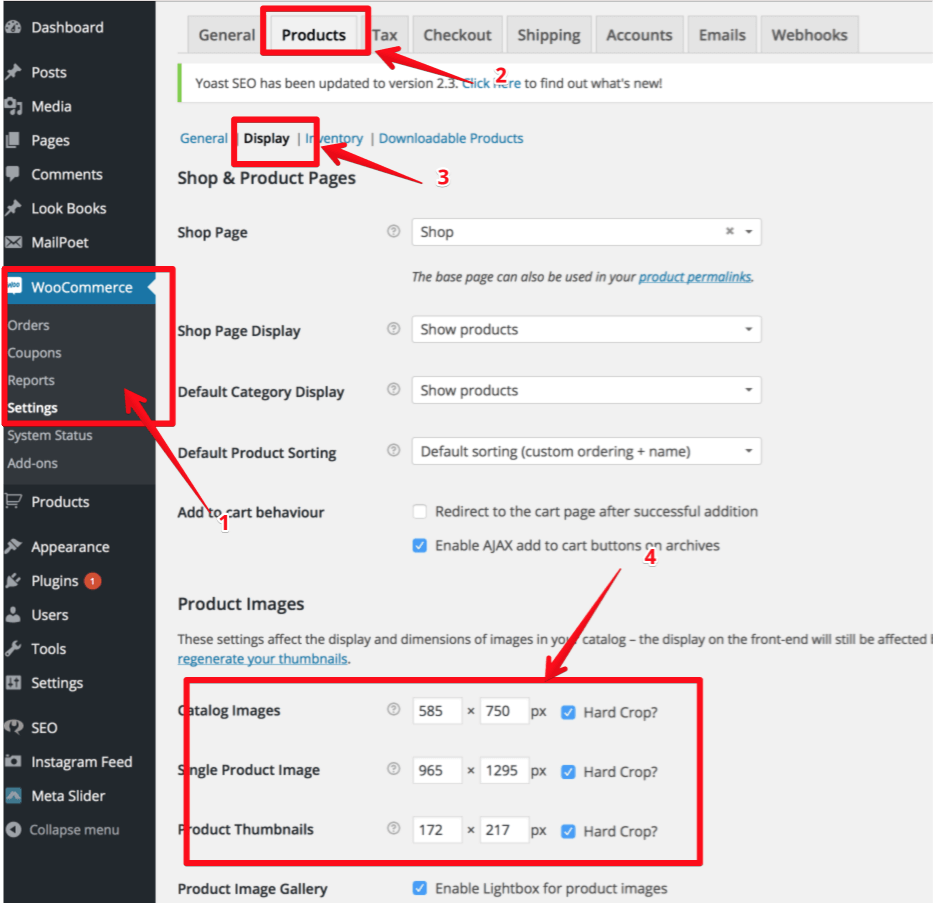 Dashboard
Posts
Media
Pages
Comments
Look Books
MailPoet
WooCommerce
Orders
Coupons
Reports
Settings
System Status
Add-ons
Products
Appearance
Plugins 1
Users
Tools
Settings
SEO
Instagram Feed
Meta Slider
Collapse menu
General Products Tax Checkout Shipping Accounts Emails Webhooks
Yoast SEO has been updated to version 2.3. Click here to find out what's new!
2
General | Display | Inventory | Downloadable Products
3
Shop & Product Pages
Shop Page ? Shop × 
The base page can also be used in your product permalinks.
Shop Page Display ? Show products
Default Category Display ? Show products
Default Product Sorting ? Default sorting (custom ordering + name)
Add to cart behaviour Redirect to the cart page after successful addition
1
Enable AJAX add to cart buttons on archives
4
Product Images
These settings affect the display and dimensions of images in your catalog – the display on the front-end will still be affected
regenerate your thumbnails.
Catalog Images ? 585 × 750 px Hard Crop?
Single Product Image ? 965 × 1295 px Hard Crop?
Product Thumbnails ? 172 × 217 px Hard Crop?
Product Image Gallery Enable Lightbox for product images